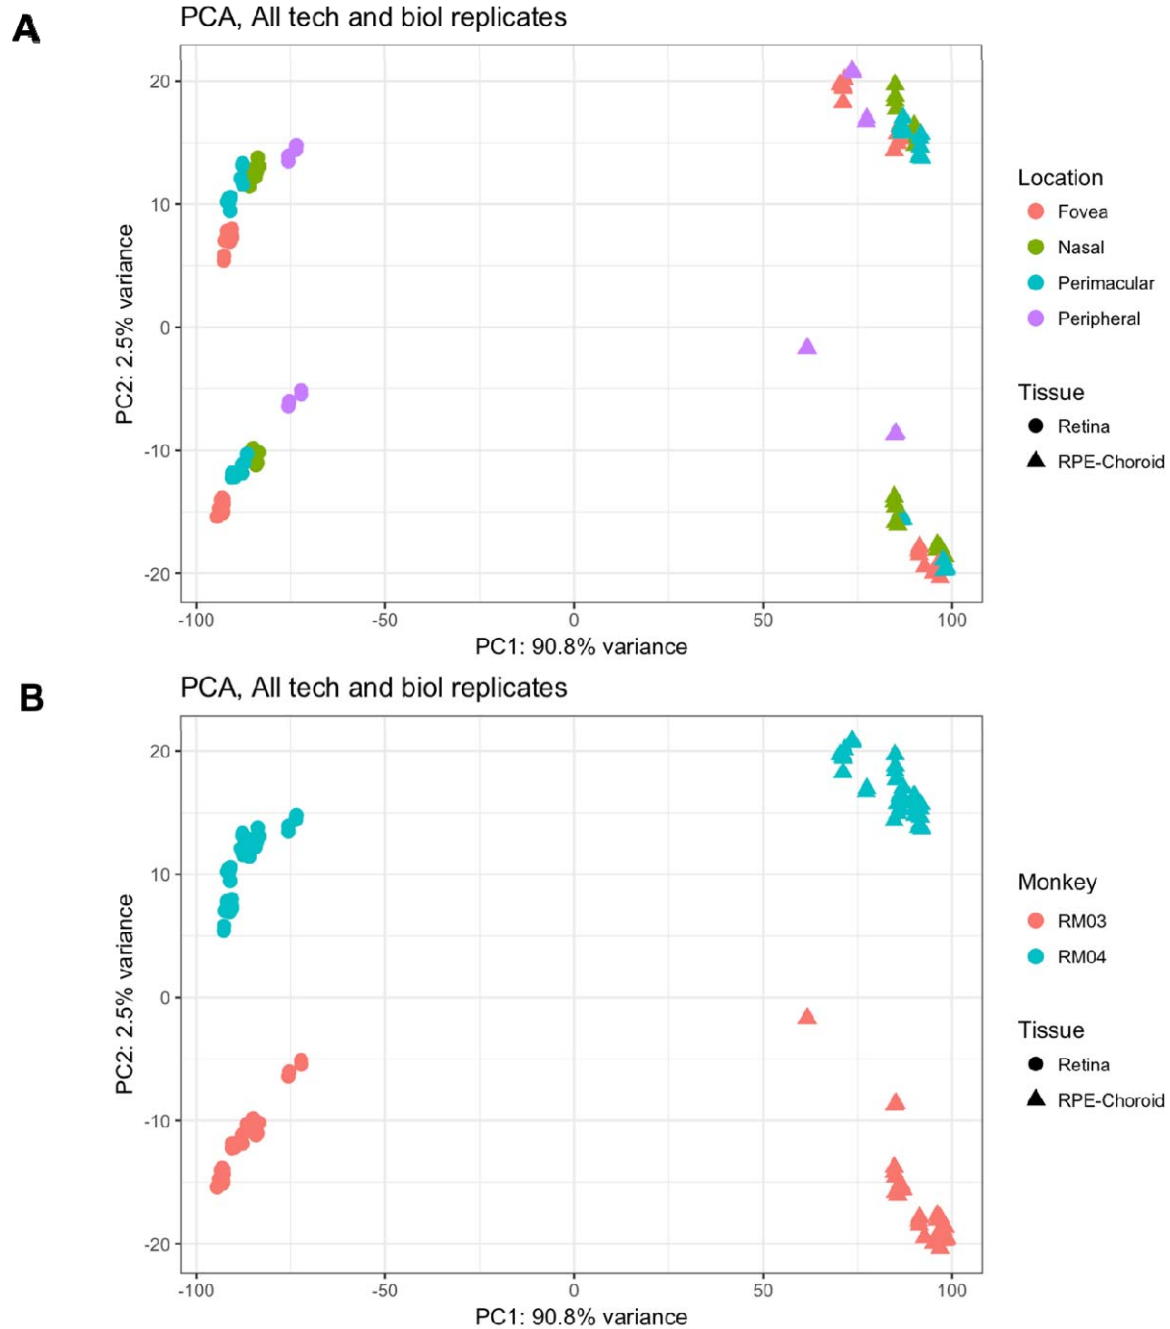 A
PCA, All tech and biol replicates
20
10
0
-10
-20
PC2: 2.5% variance
-100 -50 0 50 100
PC1: 90.8% variance
Location
Fovea
Nasal
Perimacular
Peripheral
Tissue
Retina
RPE-Choroid
B
PCA, All tech and biol replicates
20
10
0
-10
-20
PC2: 2.5% variance
-100 -50 0 50 100
PC1: 90.8% variance
Monkey
RM03
RM04
Tissue
Retina
RPE-Choroid